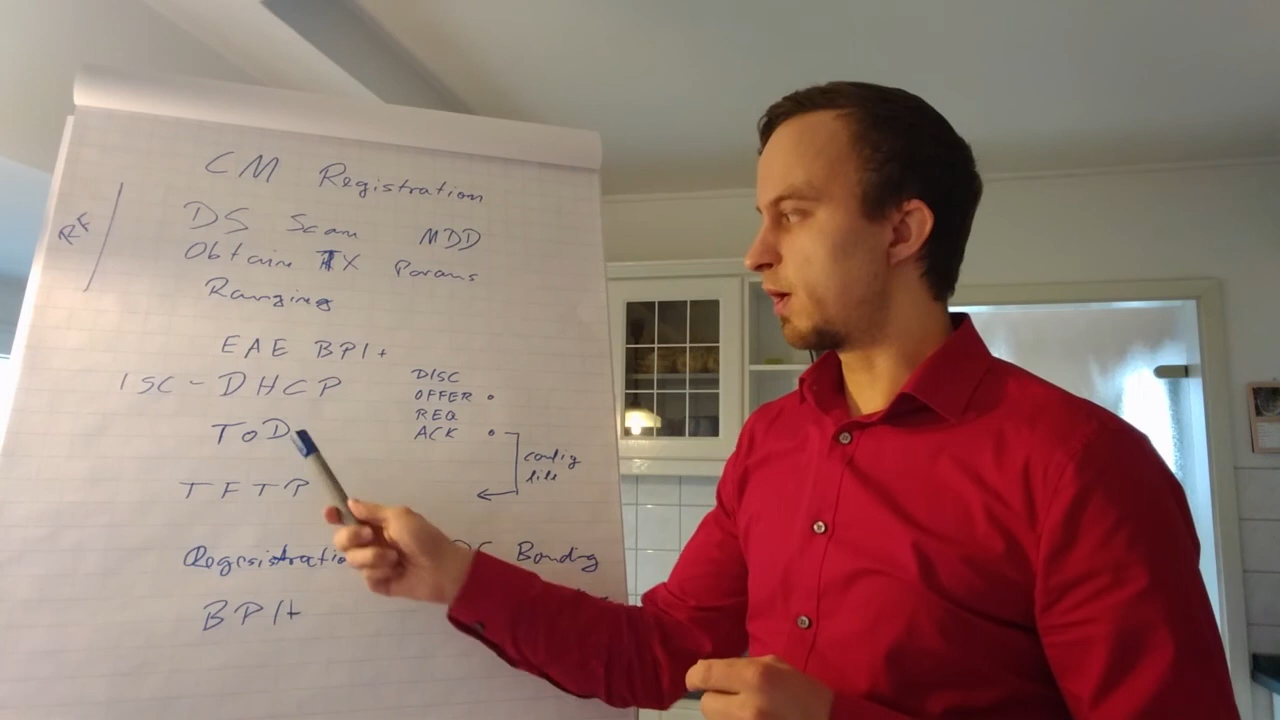 CM Registration
RF
DS Scan MDD
Obtain TX Params
Ranging
EAE BPI+
ISC-DHCP
DISC
OFFER
REQ
ACK
ToD
config
file
TFTP
Regesistratio
Bonding
BPI+